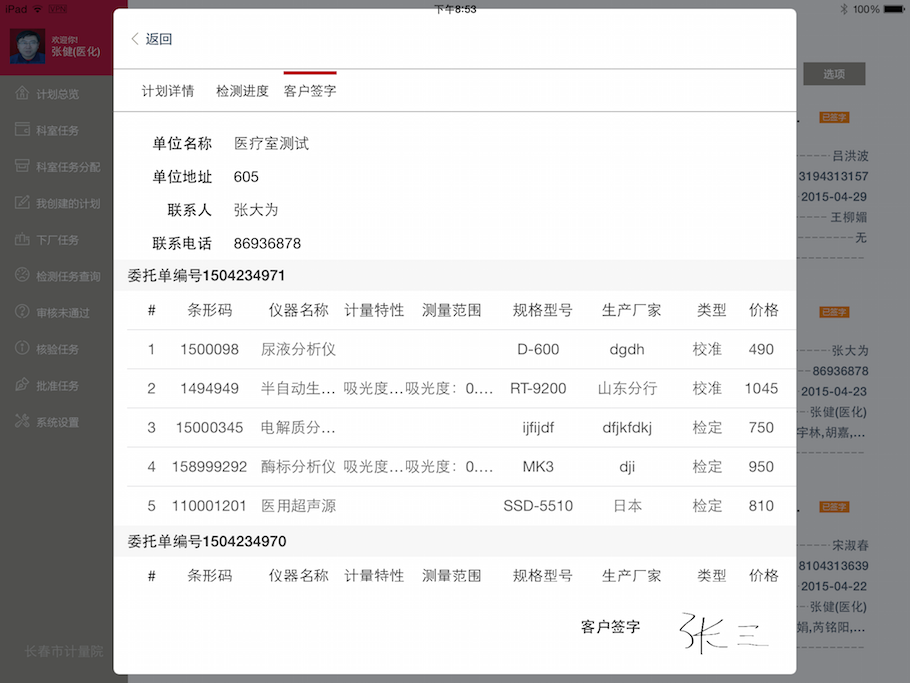 iPad 下午8:53 100%
欢迎你!
张健(医化)
计划总览
科室任务
科室任务分配
我创建的计划
下厂任务
检测任务查询
审核未通过
核验任务
批准任务
系统设置
长春市计量院
返回
计划详情 检测进度 客户签字
单位名称 医疗室测试
单位地址 605
联系人 张大为
联系电话 86936878
委托单编号1504234971
# 条形码 仪器名称 计量特性 测量范围 规格型号 生产厂家 类型 价格
1 1500098 尿液分析仪 D-600 dgdh 校准 490
2 1494949 半自动生... 吸光度... 吸光度：0.... RT-9200 山东分行 校准 1045
3 15000345 电解质分... ijfijdf dfjkfdkj 检定 750
4 158999292 酶标分析仪 吸光度... 吸光度：0.... MK3 dji 检定 950
5 110001201 医用超声源 SSD-5510 日本 检定 810
委托单编号1504234970
# 条形码 仪器名称 计量特性 测量范围 规格型号 生产厂家 类型 价格
客户签字 张三
选项
已签字
吕洪波
3194313157
2015-04-29
王柳媚
无
已签字
张大为
86936878
2015-04-23
张健(医化)
宇林,胡嘉,...
已签字
宋淑春
8104313639
2015-04-22
张健(医化)
娟,芮铭阳,...